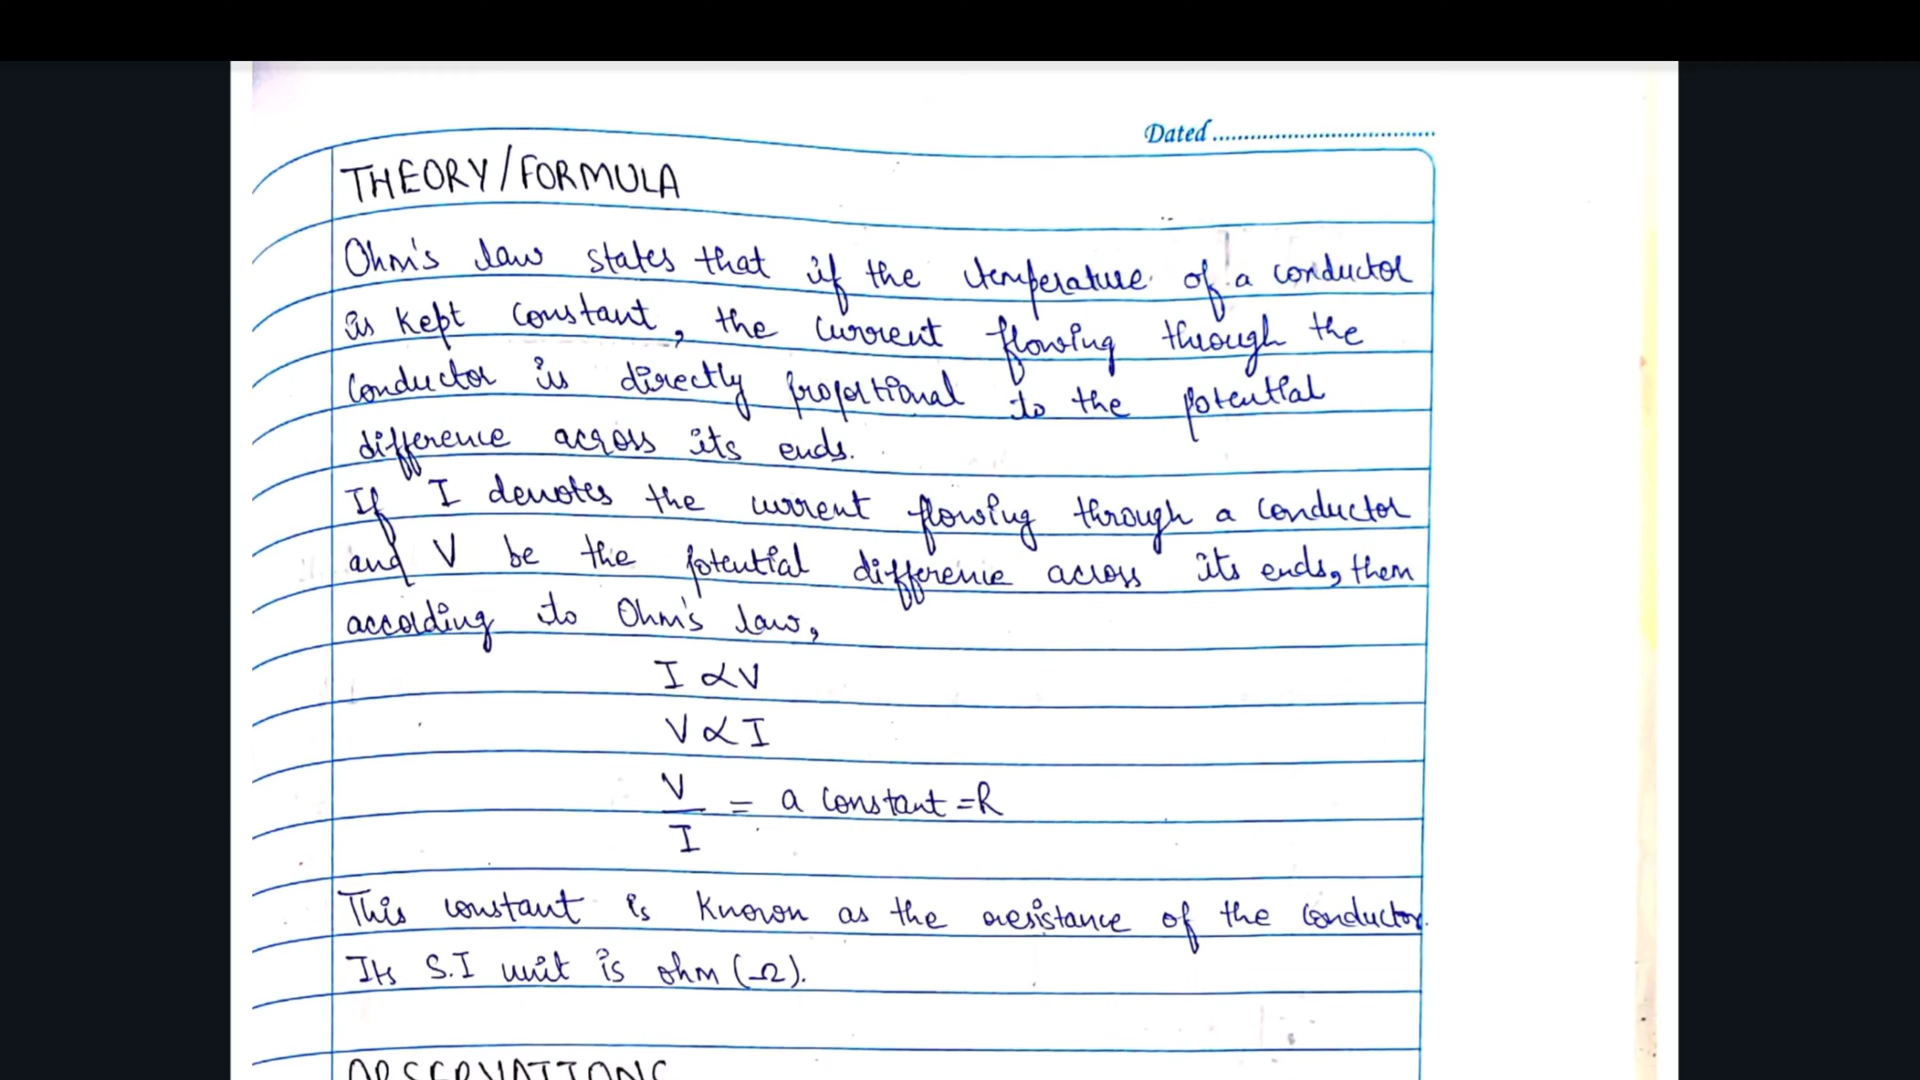 Dated
THEORY/FORMULA
Ohm's law states that if the temperature of a conductor
is kept constant, the current flowing through the
conductor is directly proportional to the potential
difference across its ends.
If I denotes the current flowing through a conductor
and V be the potential difference across its ends, then
according to Ohm's law,
I ∝ V
V ∝ I
V/I = a constant = R
This constant is known as the resistance of the conductor.
Its S.I unit is ohm (Ω).
OBSERVATIONS